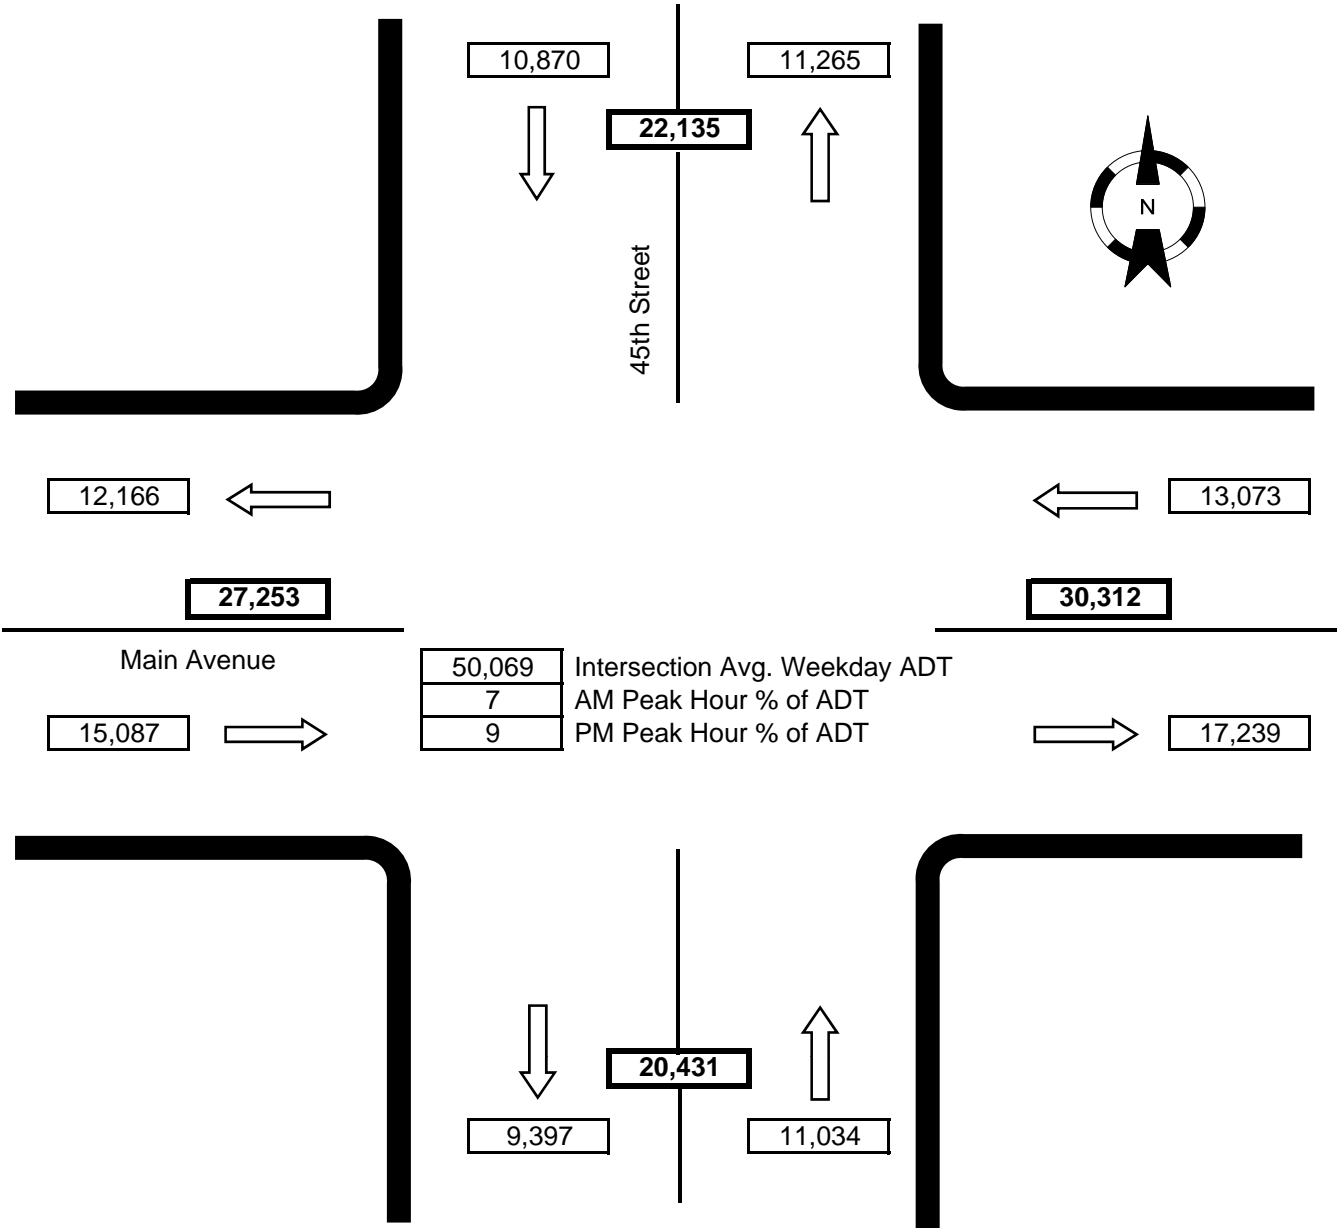 10,870
11,265
22,135
N
45th Street
12,166
13,073
27,253
30,312
Main Avenue
50,069 Intersection Avg. Weekday ADT
7 AM Peak Hour % of ADT
9 PM Peak Hour % of ADT
15,087
17,239
20,431
9,397
11,034